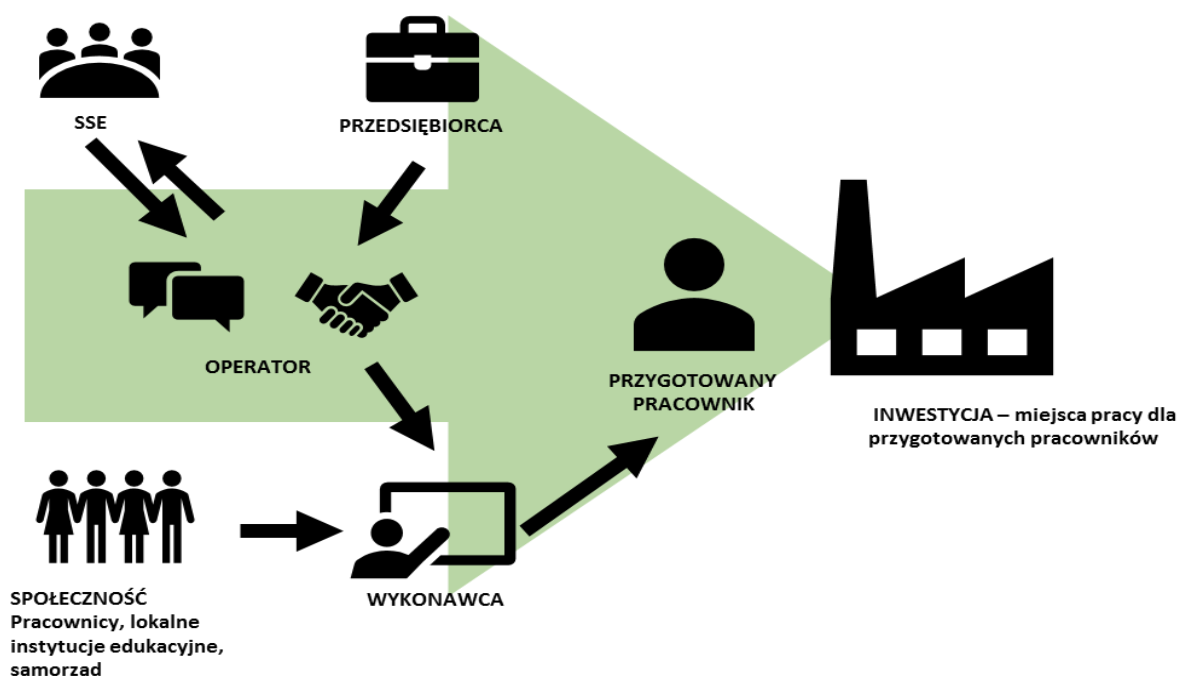 SSE
PRZEDSIĘBIORCA
OPERATOR
PRZYGOTOWANY
PRACOWNIK
INWESTYCJA – miejsca pracy dla
przygotowanych pracowników
SPOŁECZNOŚĆ
Pracownicy, lokalne
instytucje edukacyjne,
samorzad
WYKONAWCA